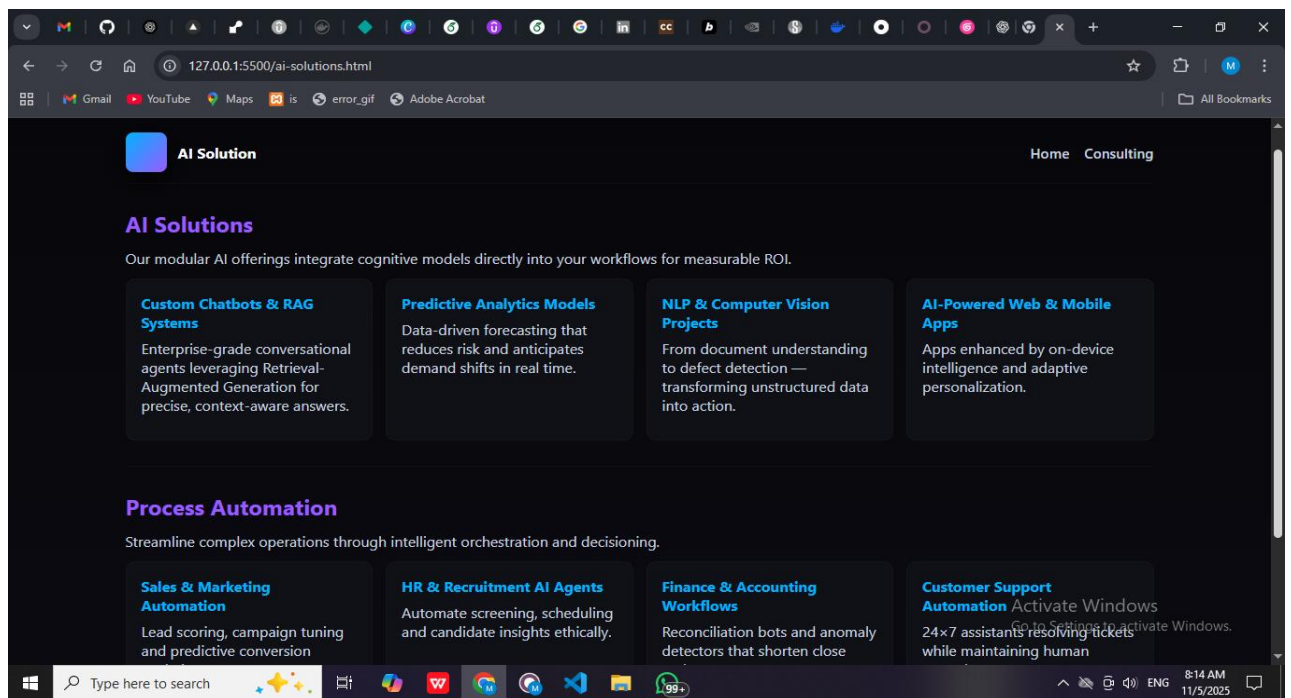 127.0.0.1:5500/ai-solutions.html
Gmail YouTube Maps is error_gif Adobe Acrobat All Bookmarks
AI Solution
Home Consulting
AI Solutions
Our modular AI offerings integrate cognitive models directly into your workflows for measurable ROI.
Custom Chatbots & RAG
Systems
Enterprise-grade conversational
agents leveraging Retrieval-
Augmented Generation for
precise, context-aware answers.
Predictive Analytics Models
Data-driven forecasting that
reduces risk and anticipates
demand shifts in real time.
NLP & Computer Vision
Projects
From document understanding
to defect detection —
transforming unstructured data
into action.
AI-Powered Web & Mobile
Apps
Apps enhanced by on-device
intelligence and adaptive
personalization.
Process Automation
Streamline complex operations through intelligent orchestration and decisioning.
Sales & Marketing
Automation
Lead scoring, campaign tuning
and predictive conversion
HR & Recruitment AI Agents
Automate screening, scheduling
and candidate insights ethically.
Finance & Accounting
Workflows
Reconciliation bots and anomaly
detectors that shorten close
Customer Support
Automation
24×7 assistants resolving tickets
while maintaining human
Activate Windows
Go to Settings to activate Windows.
Type here to search
99+
ENG
8:14 AM
11/5/2025